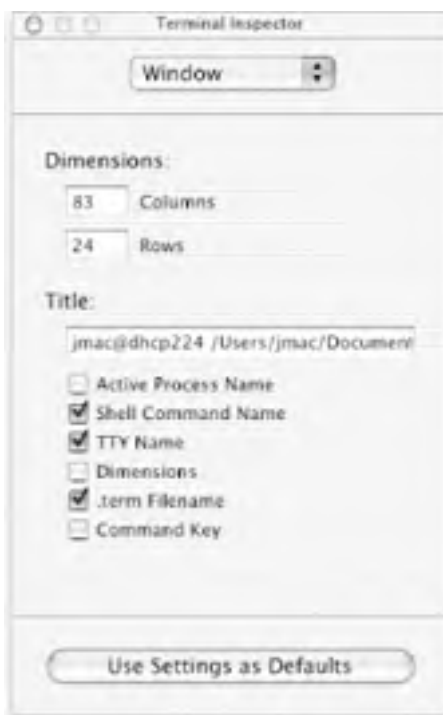 Terminal Inspector
Window
Dimensions:
83 Columns
24 Rows
Title:
jmac@dhcp224 /Users/jmac/Document
Active Process Name
Shell Command Name
TTY Name
Dimensions
.term Filename
Command Key
Use Settings as Defaults